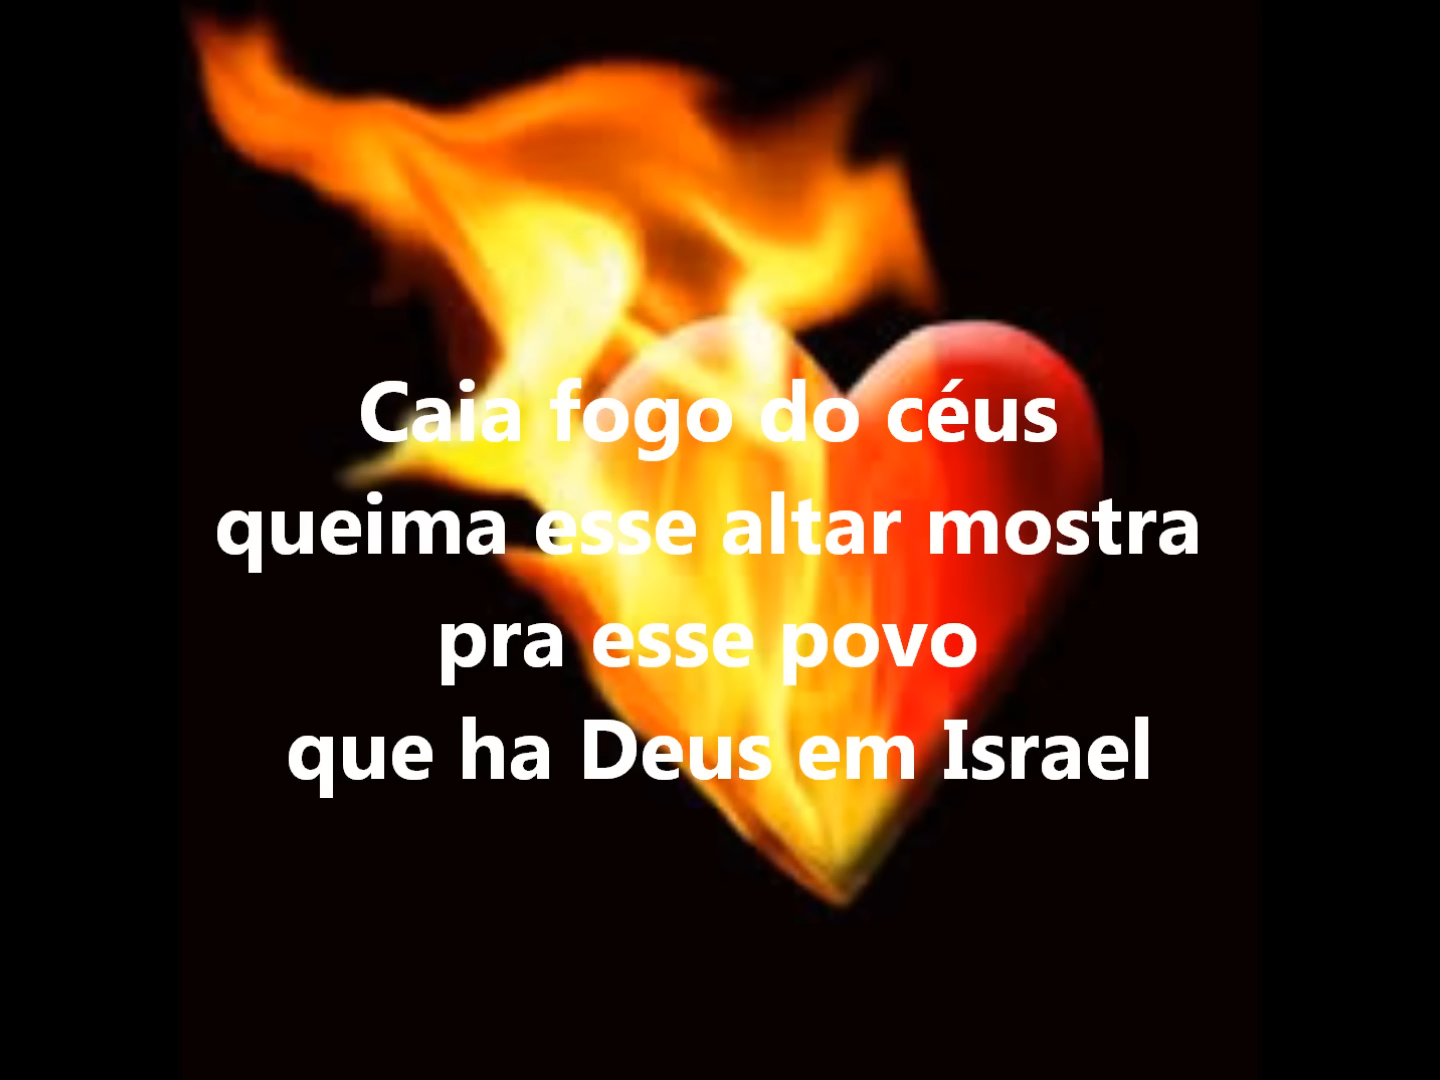 Caia fogo do céus
queima esse altar mostra
pra esse povo
que ha Deus em Israel